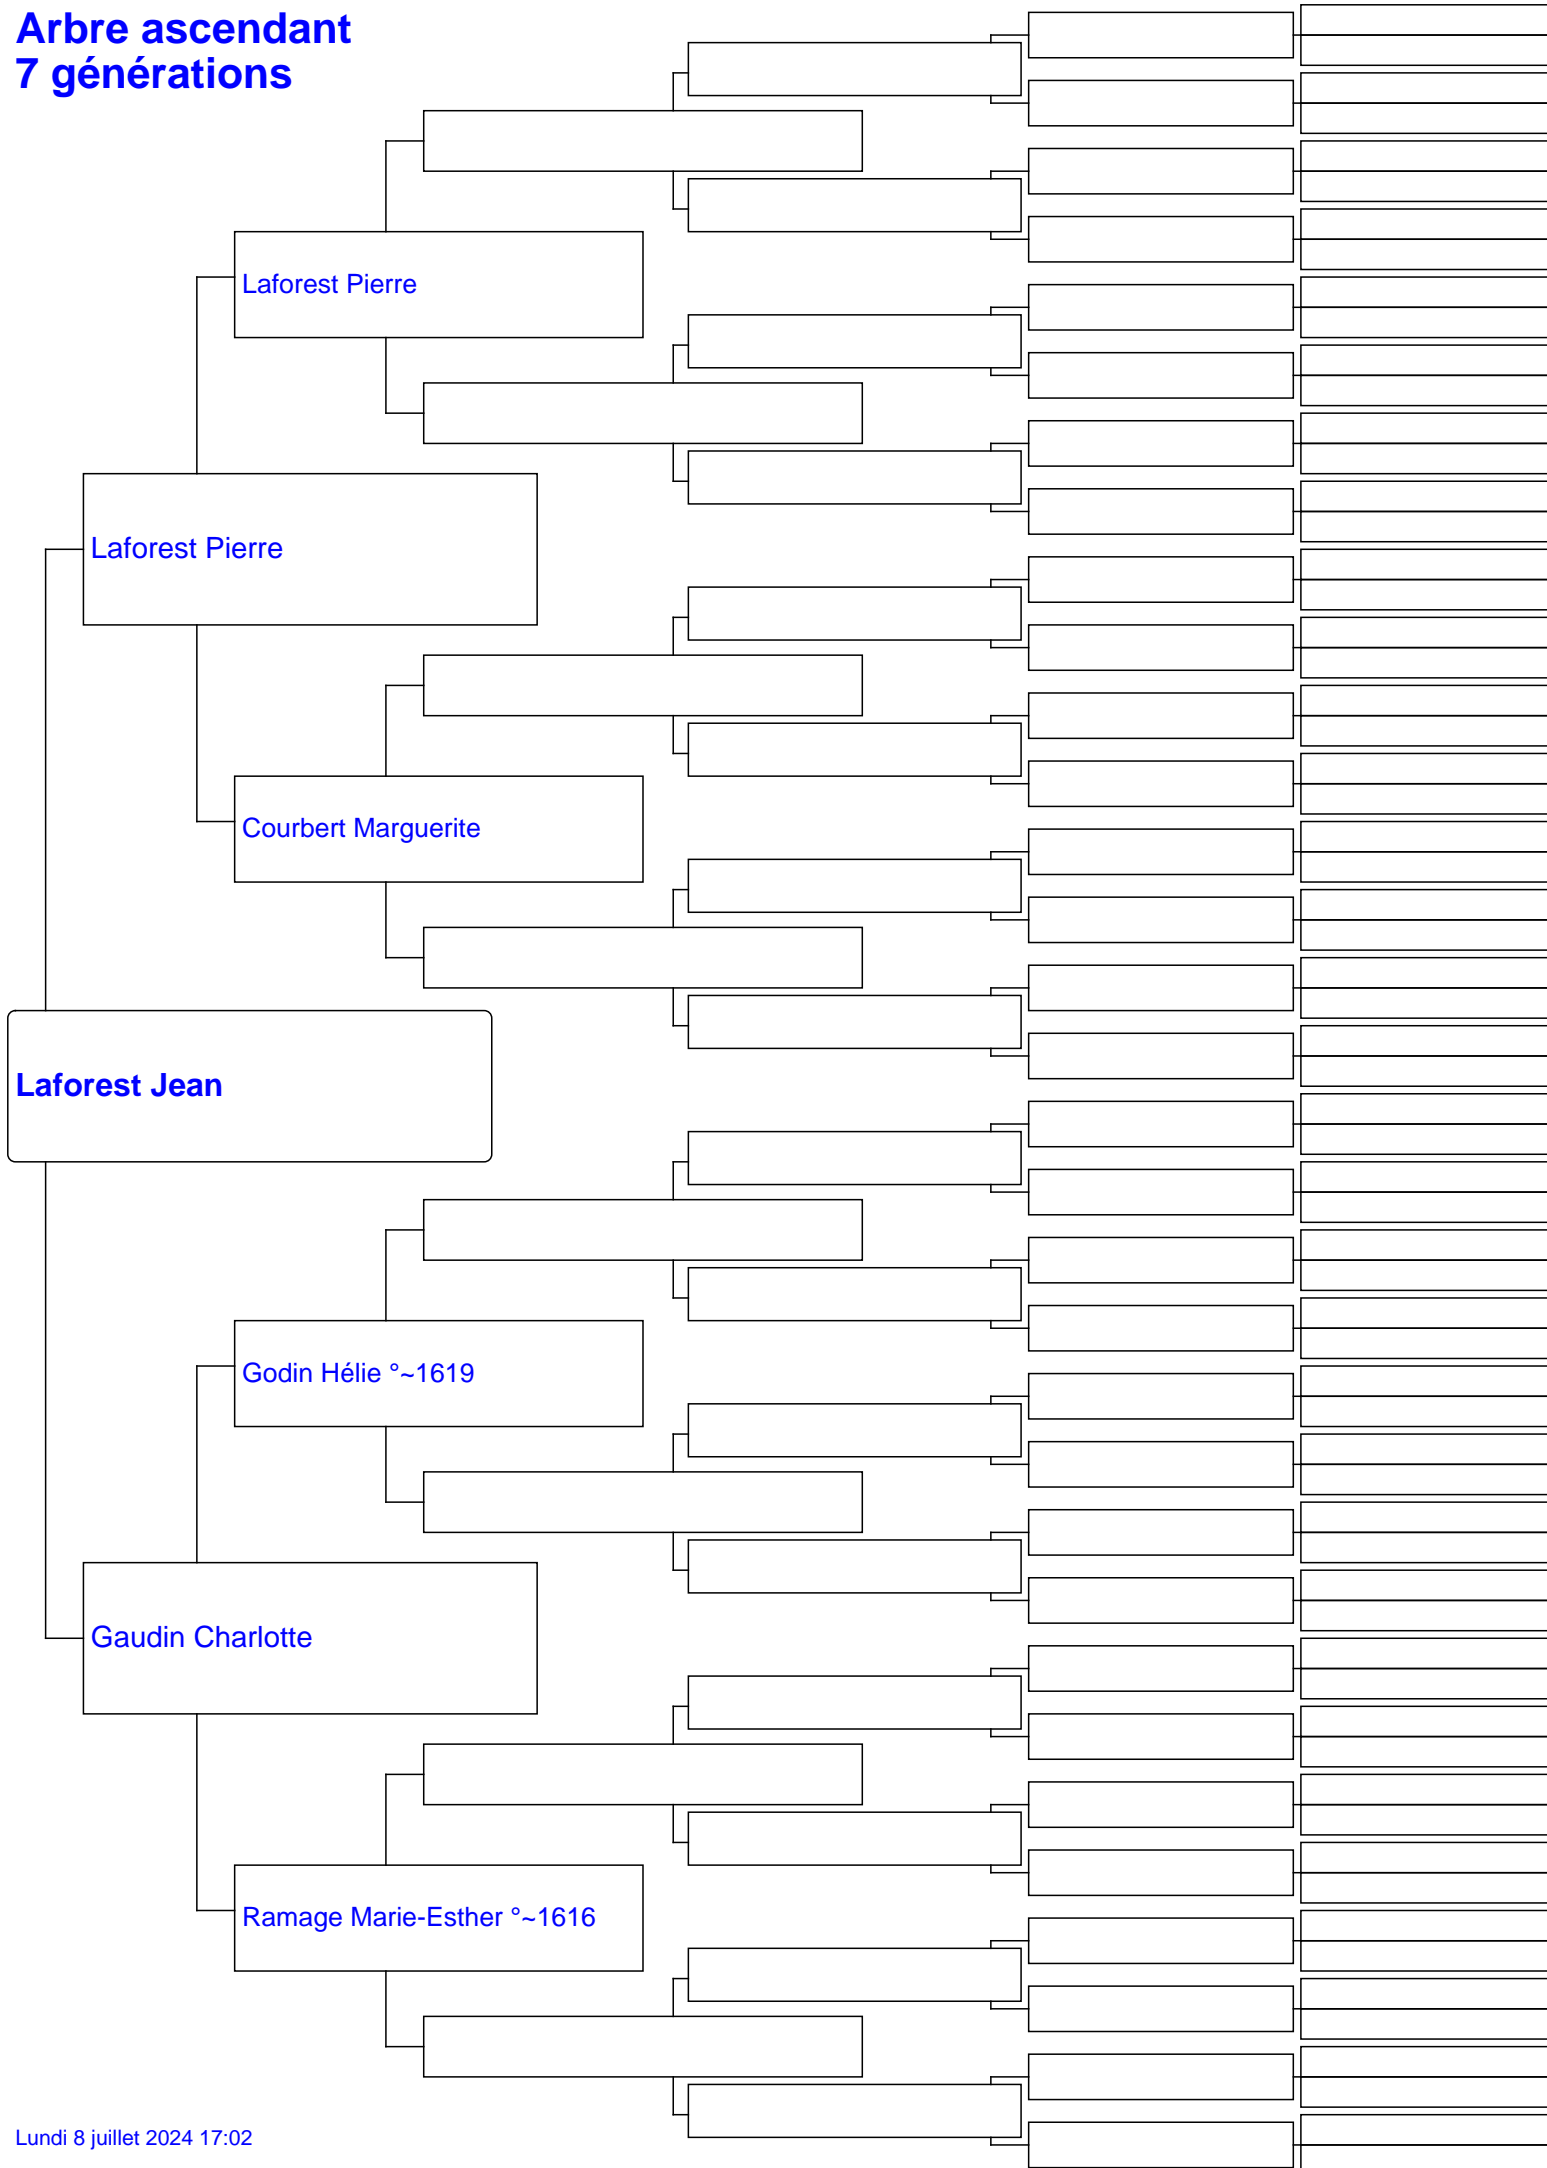 Arbre ascendant
7 générations
Laforest Pierre
Laforest Pierre
Courbert Marguerite
Laforest Jean
Godin Hélie °~1619
Gaudin Charlotte
Ramage Marie-Esther °~1616
Lundi 8 juillet 2024 17:02